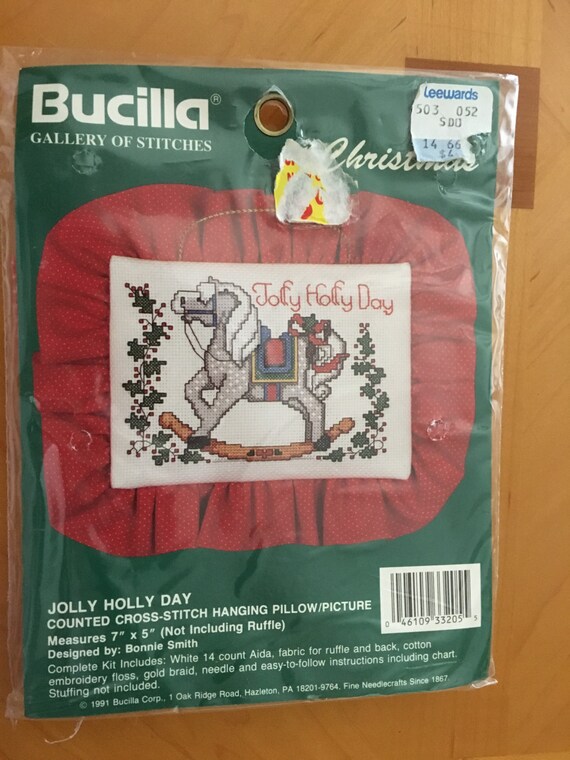 Bucilla®
GALLERY OF STITCHES
Christmas
Leewards
503 052
SDD
14 66
$4
Jolly Holly Day
JOLLY HOLLY DAY
COUNTED CROSS-STITCH HANGING PILLOW/PICTURE
Measures 7" x 5" (Not Including Ruffle)
Designed by: Bonnie Smith
Complete Kit Includes: White 14 count Aida, fabric for ruffle and back, cotton
embroidery floss, gold braid, needle and easy-to-follow instructions including chart.
Stuffing not included.
© 1991 Bucilla Corp., 1 Oak Ridge Road, Hazleton, PA 18201-9764. Fine Needlecrafts Since 1867.
0 46109 33205 5